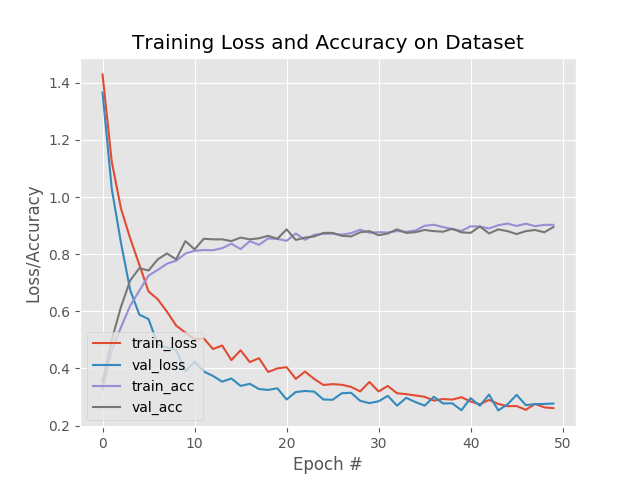 Training Loss and Accuracy on Dataset
Loss/Accuracy
1.4
1.2
1.0
0.8
0.6
0.4
0.2
train_loss
val_loss
train_acc
val_acc
0 10 20 30 40 50
Epoch #